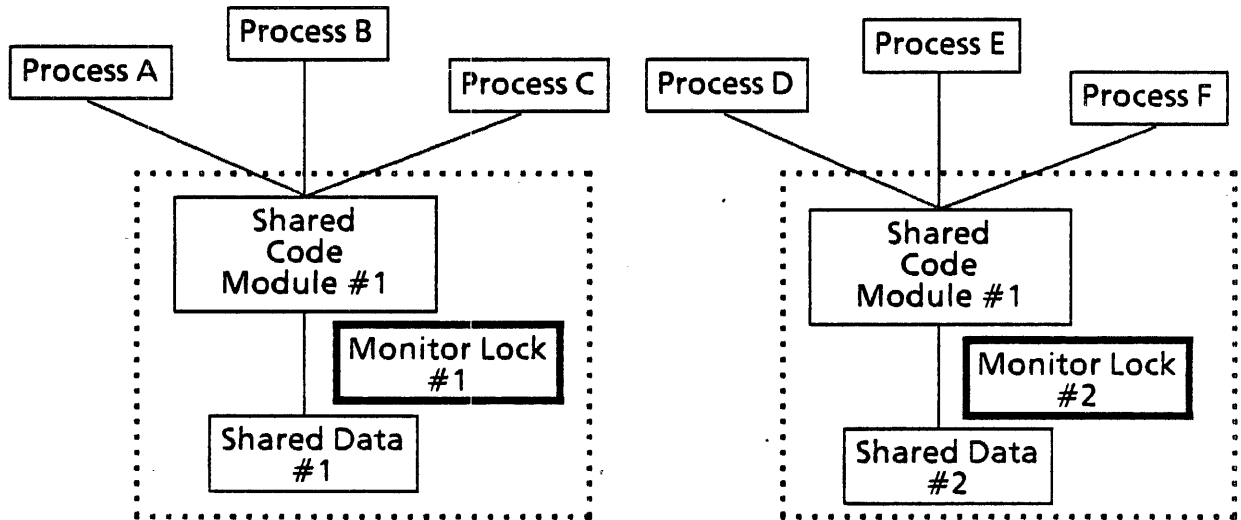 Process A
Process B
Process C
Shared
Code
Module #1
Monitor Lock
#1
Shared Data
#1
Process D
Process E
Process F
Shared
Code
Module #1
Monitor Lock
#2
Shared Data
#2